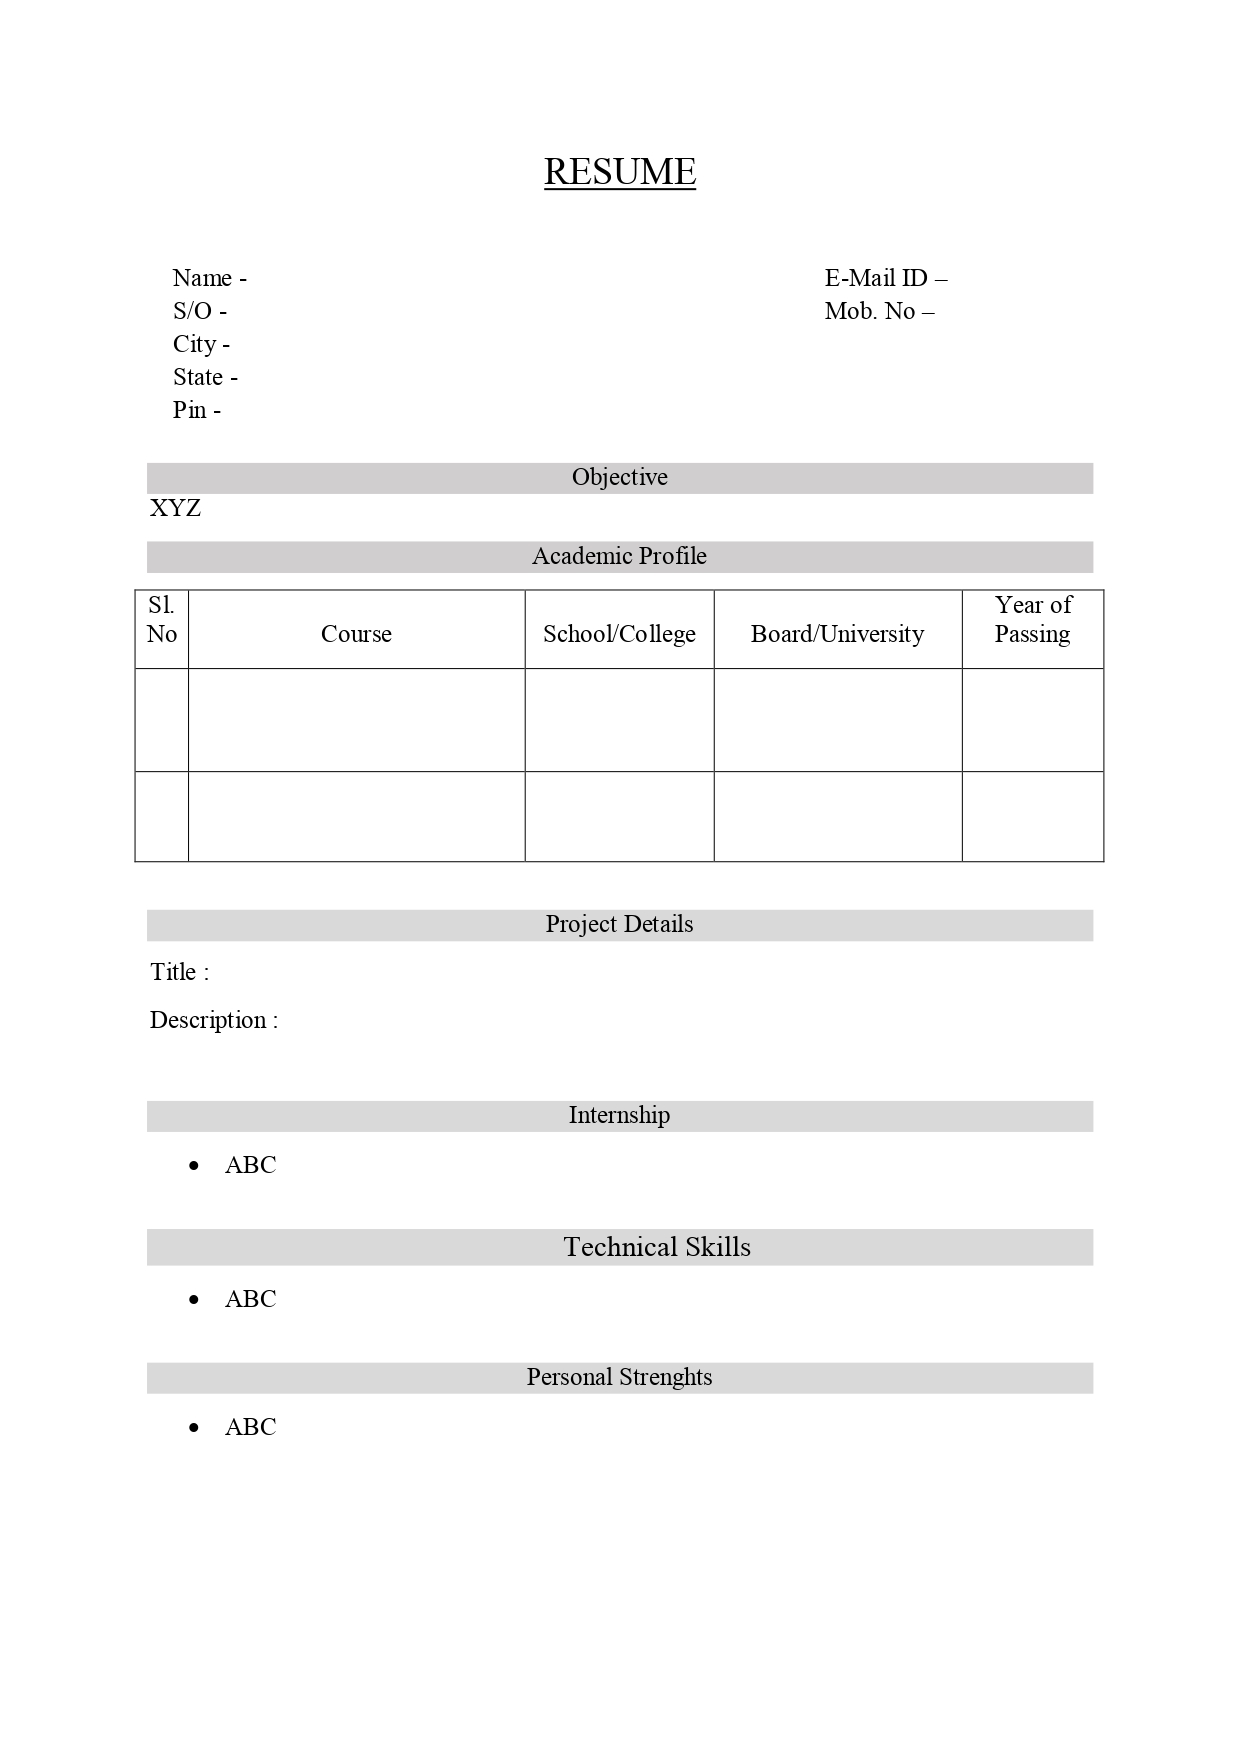 RESUME
Name -
E-Mail ID –
S/O -
Mob. No –
City -
State -
Pin -
Objective
XYZ
Academic Profile
Sl. No
Course
School/College
Board/University
Year of Passing
Project Details
Title :
Description :
Internship
• ABC
Technical Skills
• ABC
Personal Strenghts
• ABC